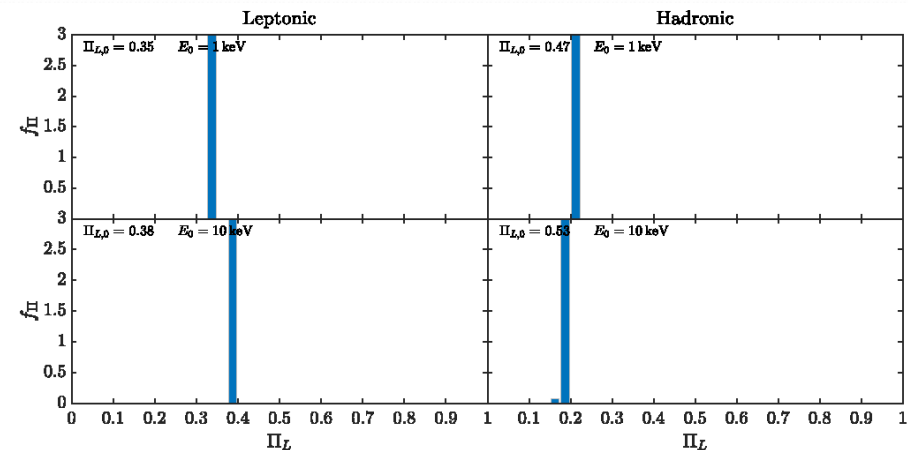 Leptonic Hadronic
3 Π_{L,0} = 0.35 E_0 = 1 keV Π_{L,0} = 0.47 E_0 = 1 keV
2.5
2
f_Π 1.5
1
0.5
3 Π_{L,0} = 0.38 E_0 = 10 keV Π_{L,0} = 0.53 E_0 = 10 keV
2.5
2
f_Π 1.5
1
0.5
0
0 0.1 0.2 0.3 0.4 0.5 0.6 0.7 0.8 0.9 1 0.1 0.2 0.3 0.4 0.5 0.6 0.7 0.8 0.9 1
Π_L Π_L